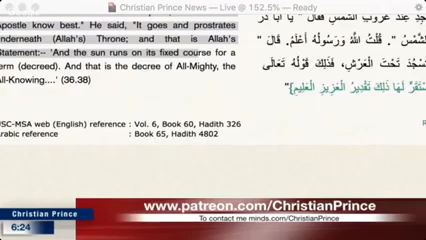 Christian Prince News — Live @ 152.5% — Ready
Apostle know best." He said, "It goes and prostrates
underneath (Allah's) Throne; and that is Allah's
Statement:-- 'And the sun runs on its fixed course for a
term (decreed). And that is the decree of All-Mighty, the
All-Knowing....' (36.38)
عِنْدَ غُرُوبِ الشَّمْسِ فَقَالَ " يَا أَبَا ذَر
الشَّمْسُ ". قُلْتُ اللَّهُ وَرَسُولُهُ أَعْلَمُ. قَالَ "
تَسْجُدَ تَحْتَ الْعَرْشِ، فَذَلِكَ قَوْلُهُ تَعَالَى
لَهَا ذَلِكَ تَقْدِيرُ الْعَزِيزِ الْعَلِيمِ}"
USC-MSA web (English) reference : Vol. 6, Book 60, Hadith 326
Arabic reference : Book 65, Hadith 4802
www.patreon.com/ChristianPrince
To contact me minds.com/ChristianPrince
Christian Prince
6:24